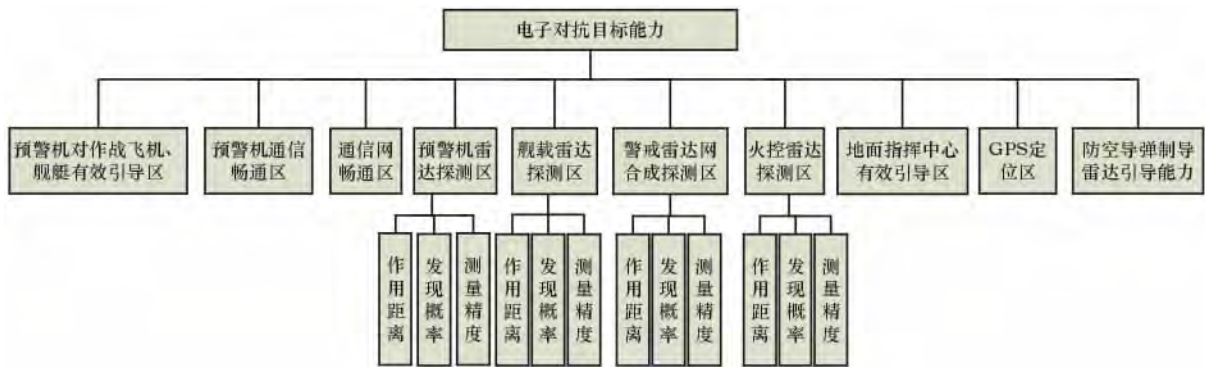 电子对抗目标能力
预警机对作战飞机、
舰艇有效引导区
预警机通信
畅通区
通信网
畅通区
预警机雷
达探测区
舰载雷达
探测区
警戒雷达网
合成探测区
火控雷达
探测区
地面指挥中心
有效引导区
GPS定
位区
防空导弹制导
雷达引导能力
作用距离
发现概率
测量精度
作用距离
发现概率
测量精度
作用距离
发现概率
测量精度
作用距离
发现概率
测量精度